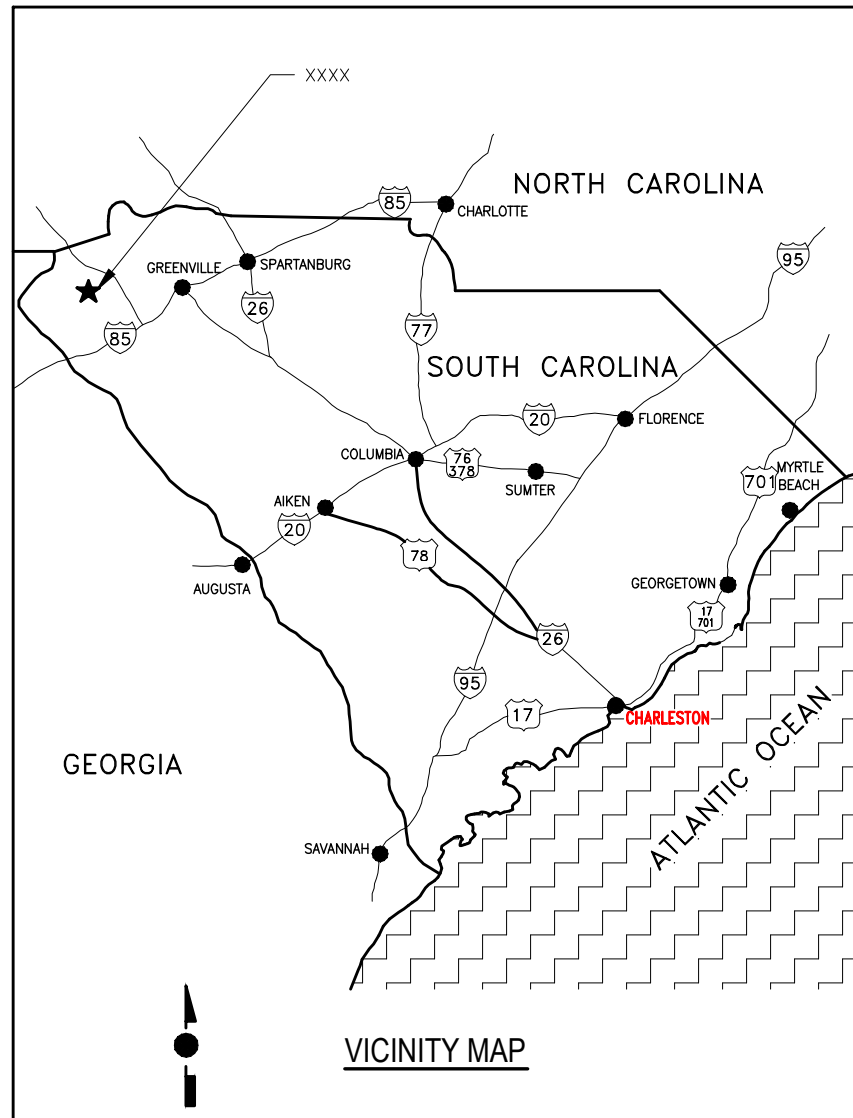 XXXX
NORTH CAROLINA
85
CHARLOTTE
95
GREENVILLE
SPARTANBURG
26
85
77
SOUTH CAROLINA
20
FLORENCE
COLUMBIA
76
378
SUMTER
701
MYRTLE
BEACH
AIKEN
20
78
AUGUSTA
GEORGETOWN
17
701
26
95
17
CHARLESTON
GEORGIA
ATLANTIC OCEAN
SAVANNAH
VICINITY MAP